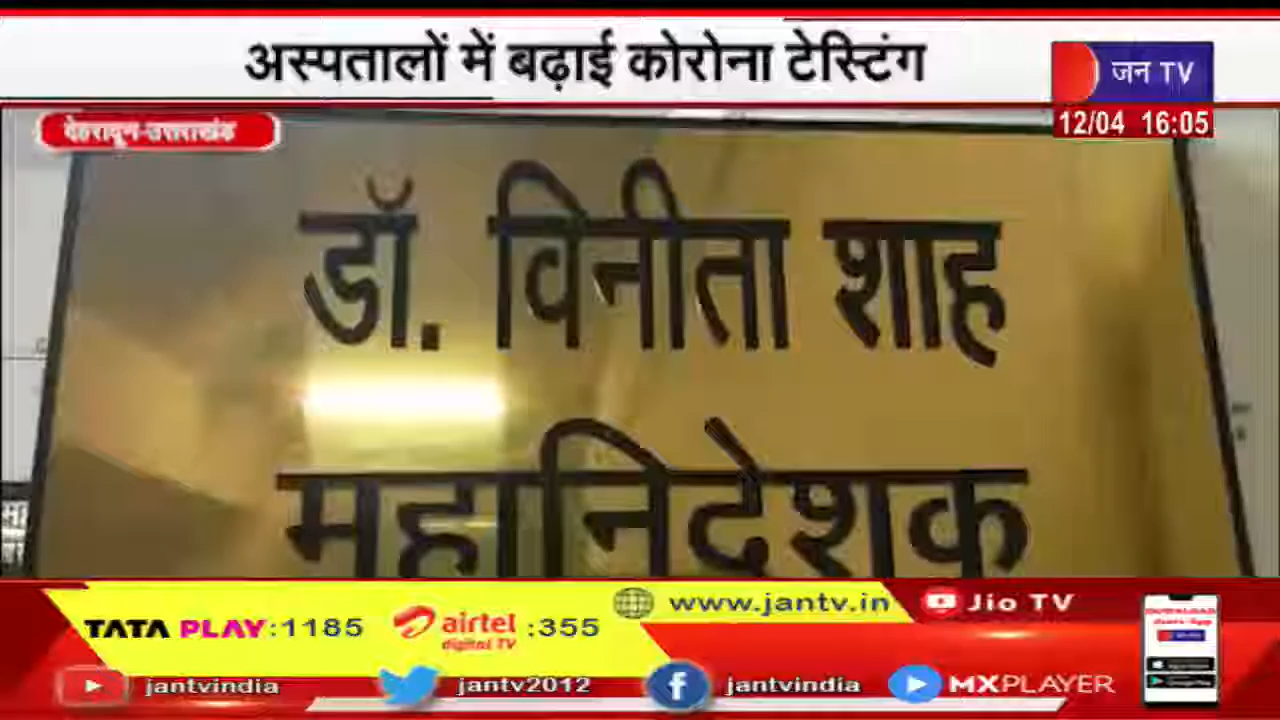 अस्पतालों में बढ़ाई कोरोना टेस्टिंग
जन TV
12/04 16:05
देहरादून-उत्तराखंड
डॉ. विनीता शाह
महानिदेशक
TATA PLAY:1185
airtel digital TV :355
www.jantv.in
Jio TV
DOWNLOAD
jantvindia
jantv2012
jantvindia
MXPLAYER